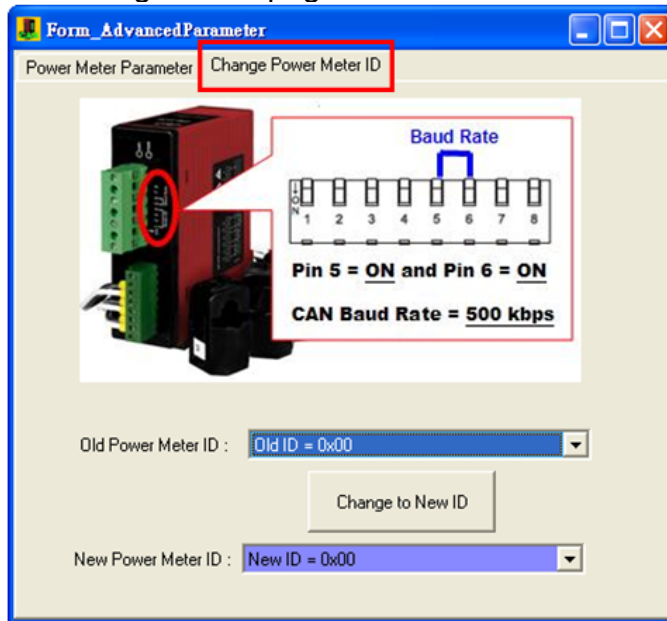 Form_AdvancedParameter
Power Meter Parameter Change Power Meter ID
Baud Rate
ON
1 2 3 4 5 6 7 8
Pin 5 = ON and Pin 6 = ON
CAN Baud Rate = 500 kbps
Old Power Meter ID : Old ID = 0x00
Change to New ID
New Power Meter ID : New ID = 0x00